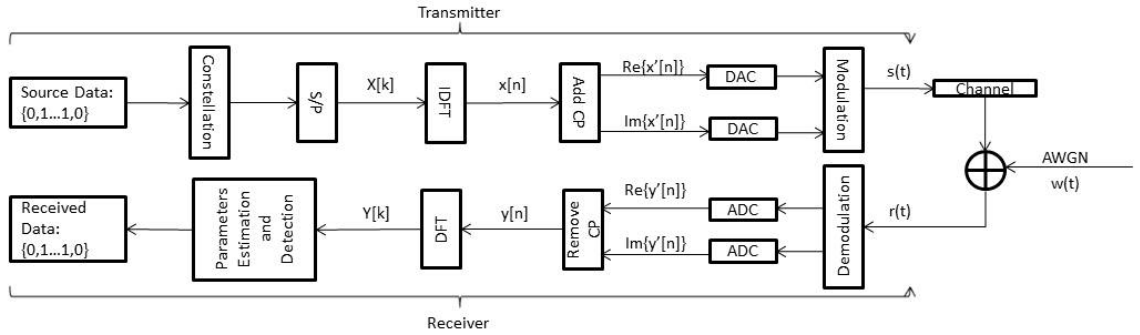 Transmitter
Source Data:
{0,1...1,0}
Constellation
S/P
X[k]
IDFT
x[n]
Add CP
Re{x'[n]}
DAC
Im{x'[n]}
DAC
Modulation
s(t)
Channel
AWGN
w(t)
r(t)
Demodulation
Re{y'[n]}
ADC
Im{y'[n]}
ADC
Remove
CP
y[n]
DFT
Y[k]
Parameters
Estimation
and
Detection
Received
Data:
{0,1...1,0}
Receiver